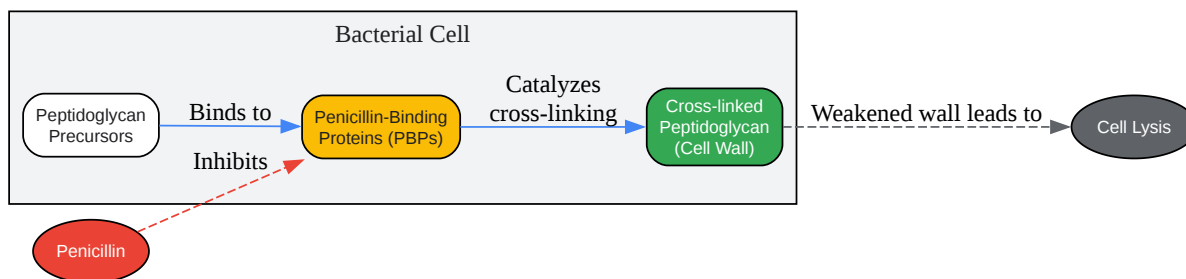 Bacterial Cell
Peptidoglycan
Precursors
Binds to
Penicillin-Binding
Proteins (PBPs)
Catalyzes
cross-linking
Cross-linked
Peptidoglycan
(Cell Wall)
Weakened wall leads to
Cell Lysis
Inhibits
Penicillin